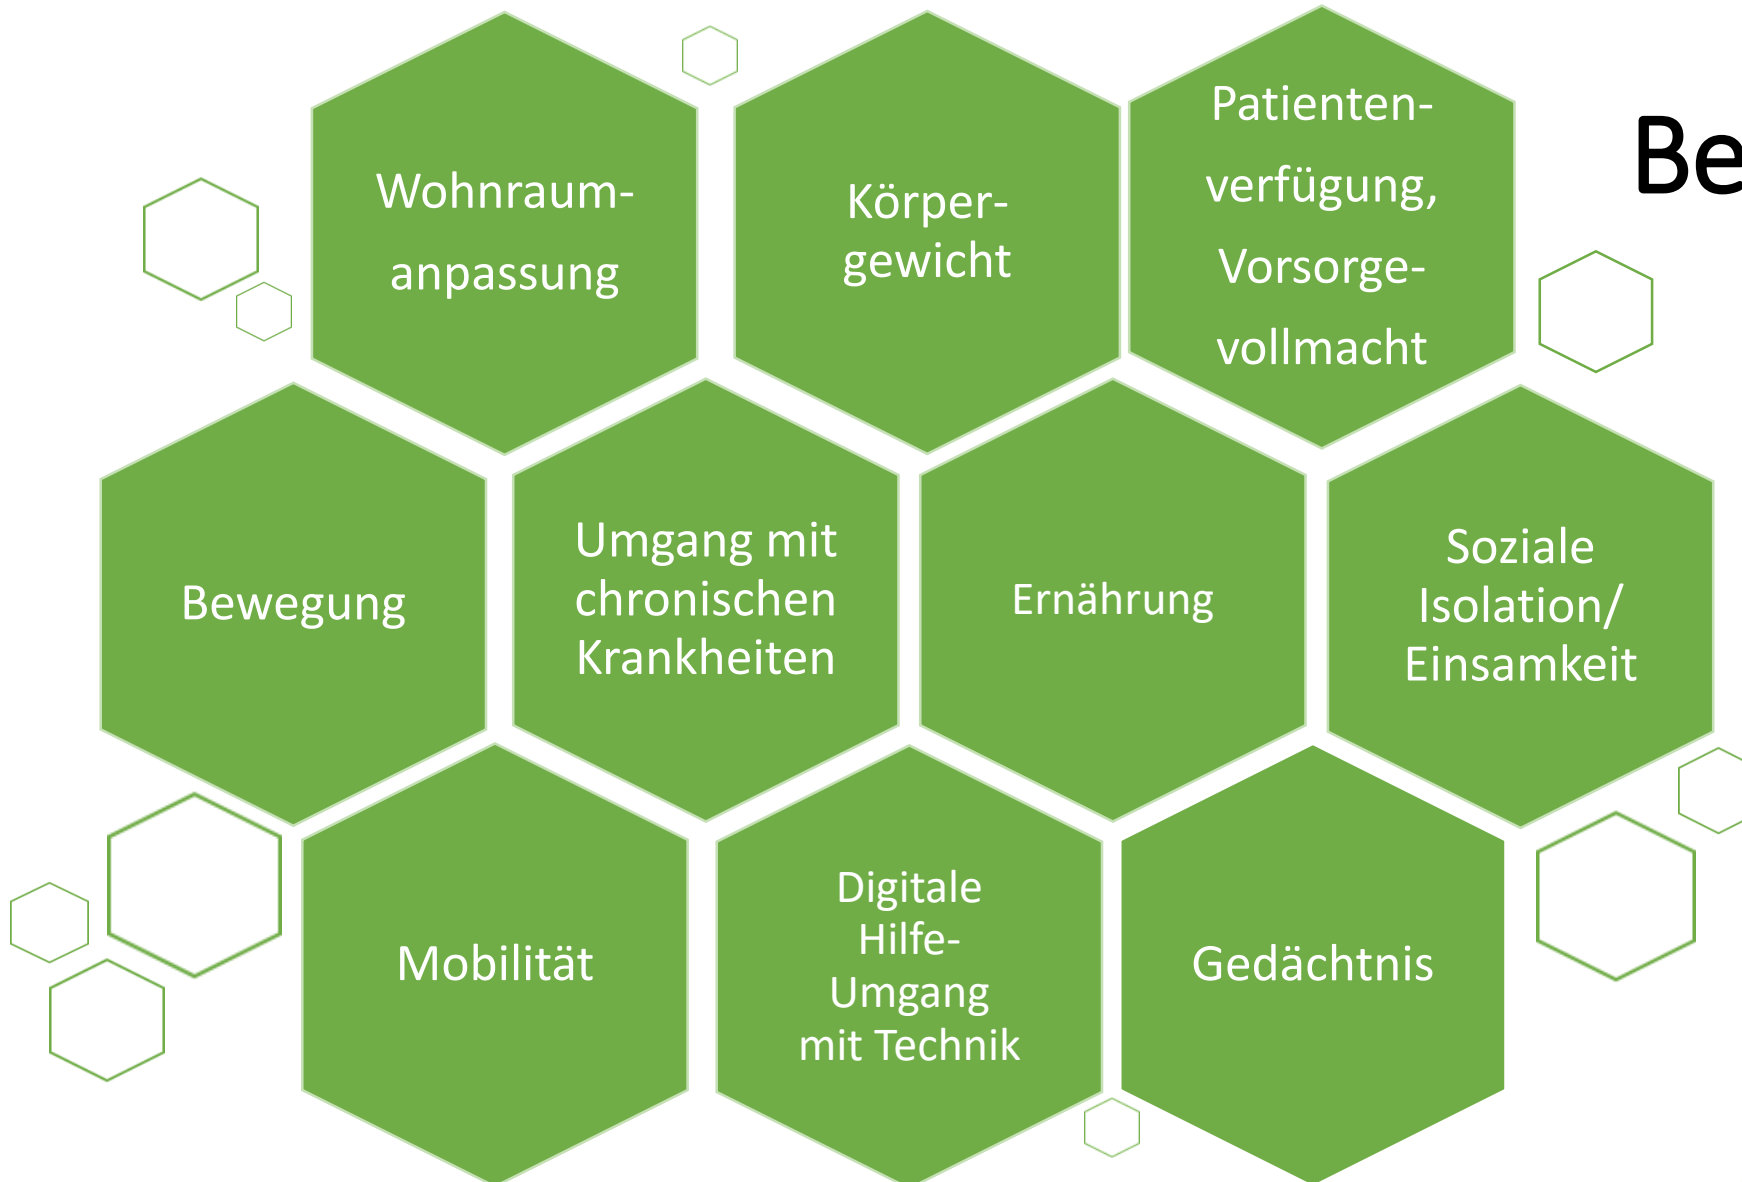 Wohnraum-
anpassung
Körper-
gewicht
Patienten-
verfügung,
Vorsorge-
vollmacht
Be
Bewegung
Umgang mit
chronischen
Krankheiten
Ernährung
Soziale
Isolation/
Einsamkeit
Mobilität
Digitale
Hilfe-
Umgang
mit Technik
Gedächtnis